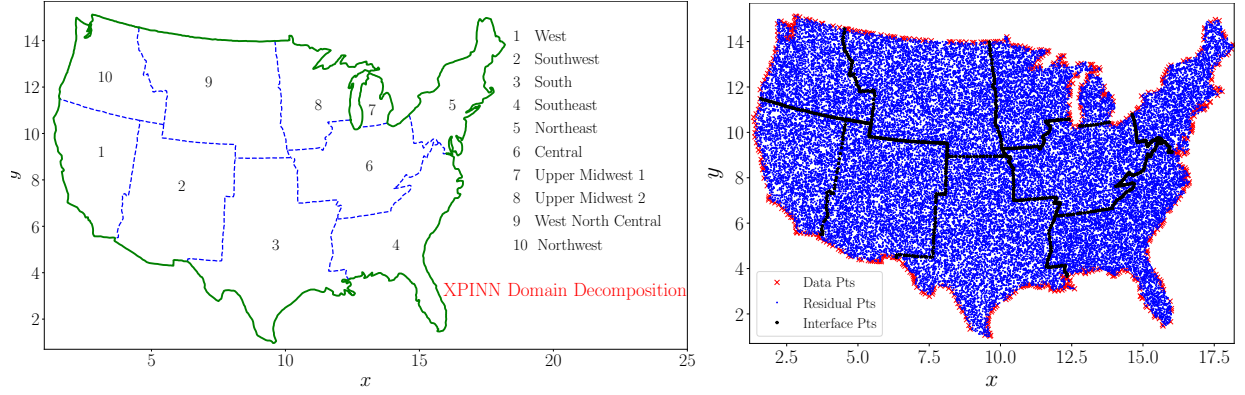 1 West
2 Southwest
3 South
4 Southeast
5 Northeast
6 Central
7 Upper Midwest 1
8 Upper Midwest 2
9 West North Central
10 Northwest
XPINN Domain Decomposition
1
2
3
4
5
6
7
8
9
10
14
12
10
8
6
4
2
y
5
10
15
20
25
x
14
12
10
8
6
4
2
y
Data Pts
Residual Pts
Interface Pts
2.5
5.0
7.5
10.0
12.5
15.0
17.5
x